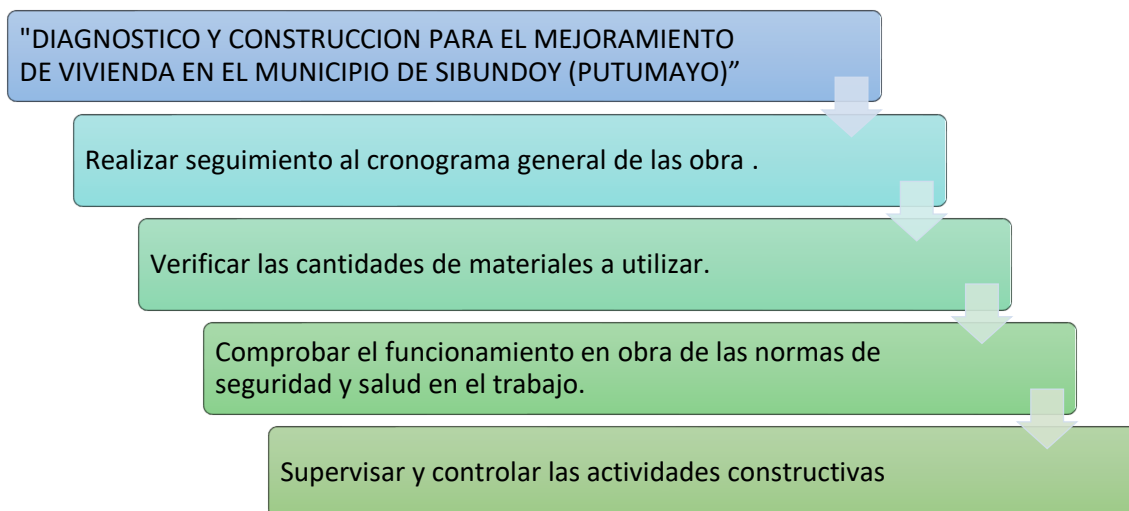 "DIAGNOSTICO Y CONSTRUCCION PARA EL MEJORAMIENTO
DE VIVIENDA EN EL MUNICIPIO DE SIBUNDOY (PUTUMAYO)”
Realizar seguimiento al cronograma general de las obra .
Verificar las cantidades de materiales a utilizar.
Comprobar el funcionamiento en obra de las normas de
seguridad y salud en el trabajo.
Supervisar y controlar las actividades constructivas